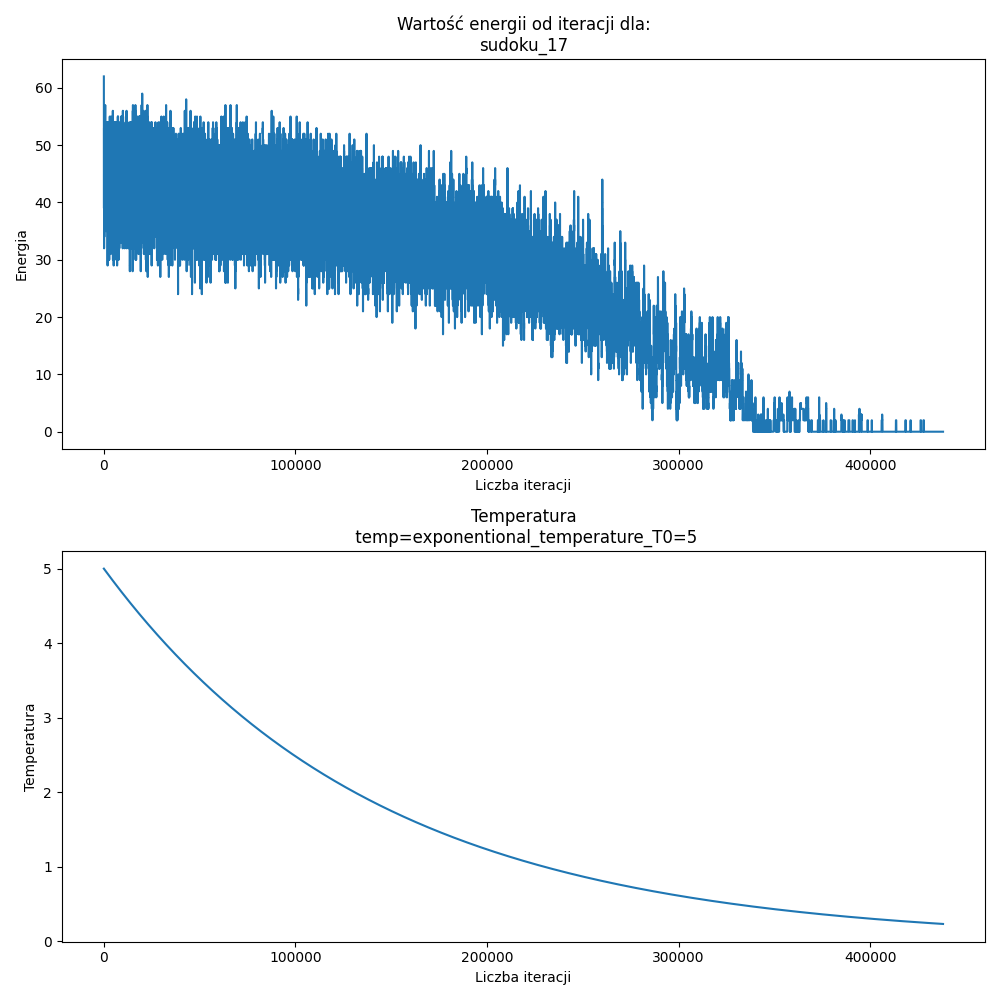 Wartość energii od iteracji dla:
sudoku_17
60
50
40
30
20
10
0
Energia
0 100000 200000 300000 400000
Liczba iteracji
Temperatura
temp=exponentional_temperature_T0=5
5
4
3
2
1
0
Temperatura
0 100000 200000 300000 400000
Liczba iteracji